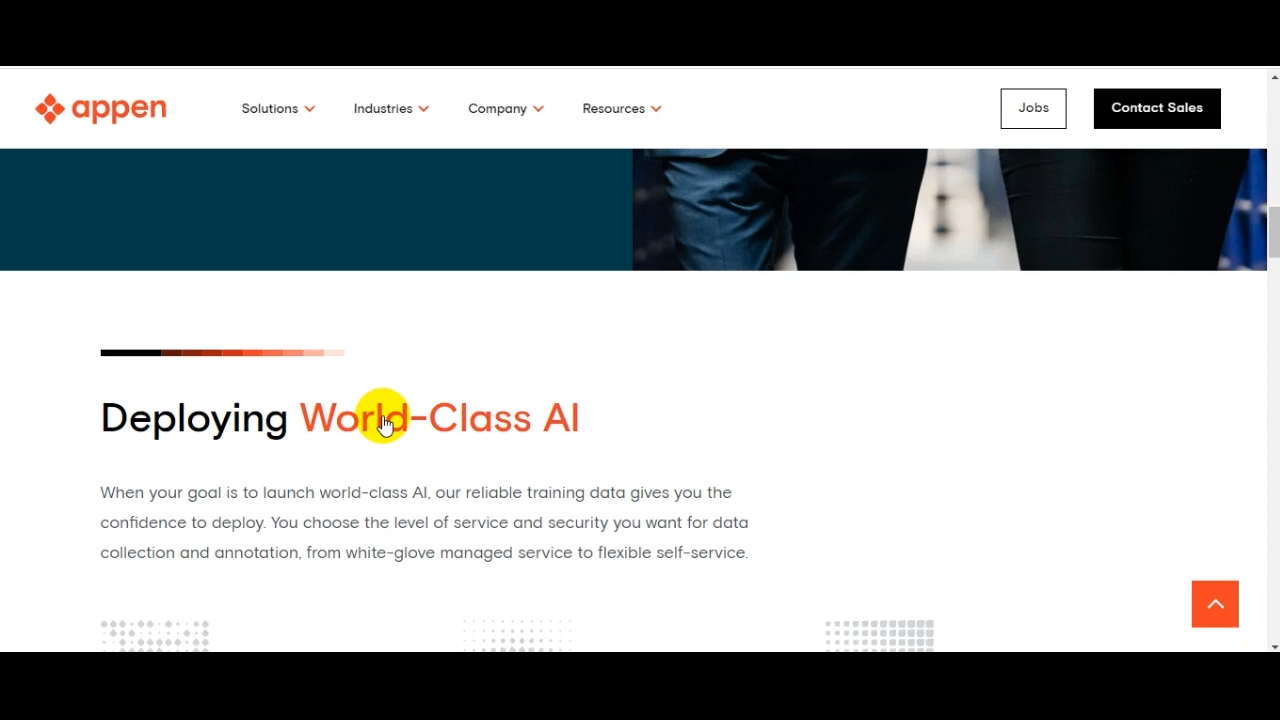 appen
Solutions
Industries
Company
Resources
Jobs
Contact Sales
Deploying World-Class AI
When your goal is to launch world-class AI, our reliable training data gives you the
confidence to deploy. You choose the level of service and security you want for data
collection and annotation, from white-glove managed service to flexible self-service.